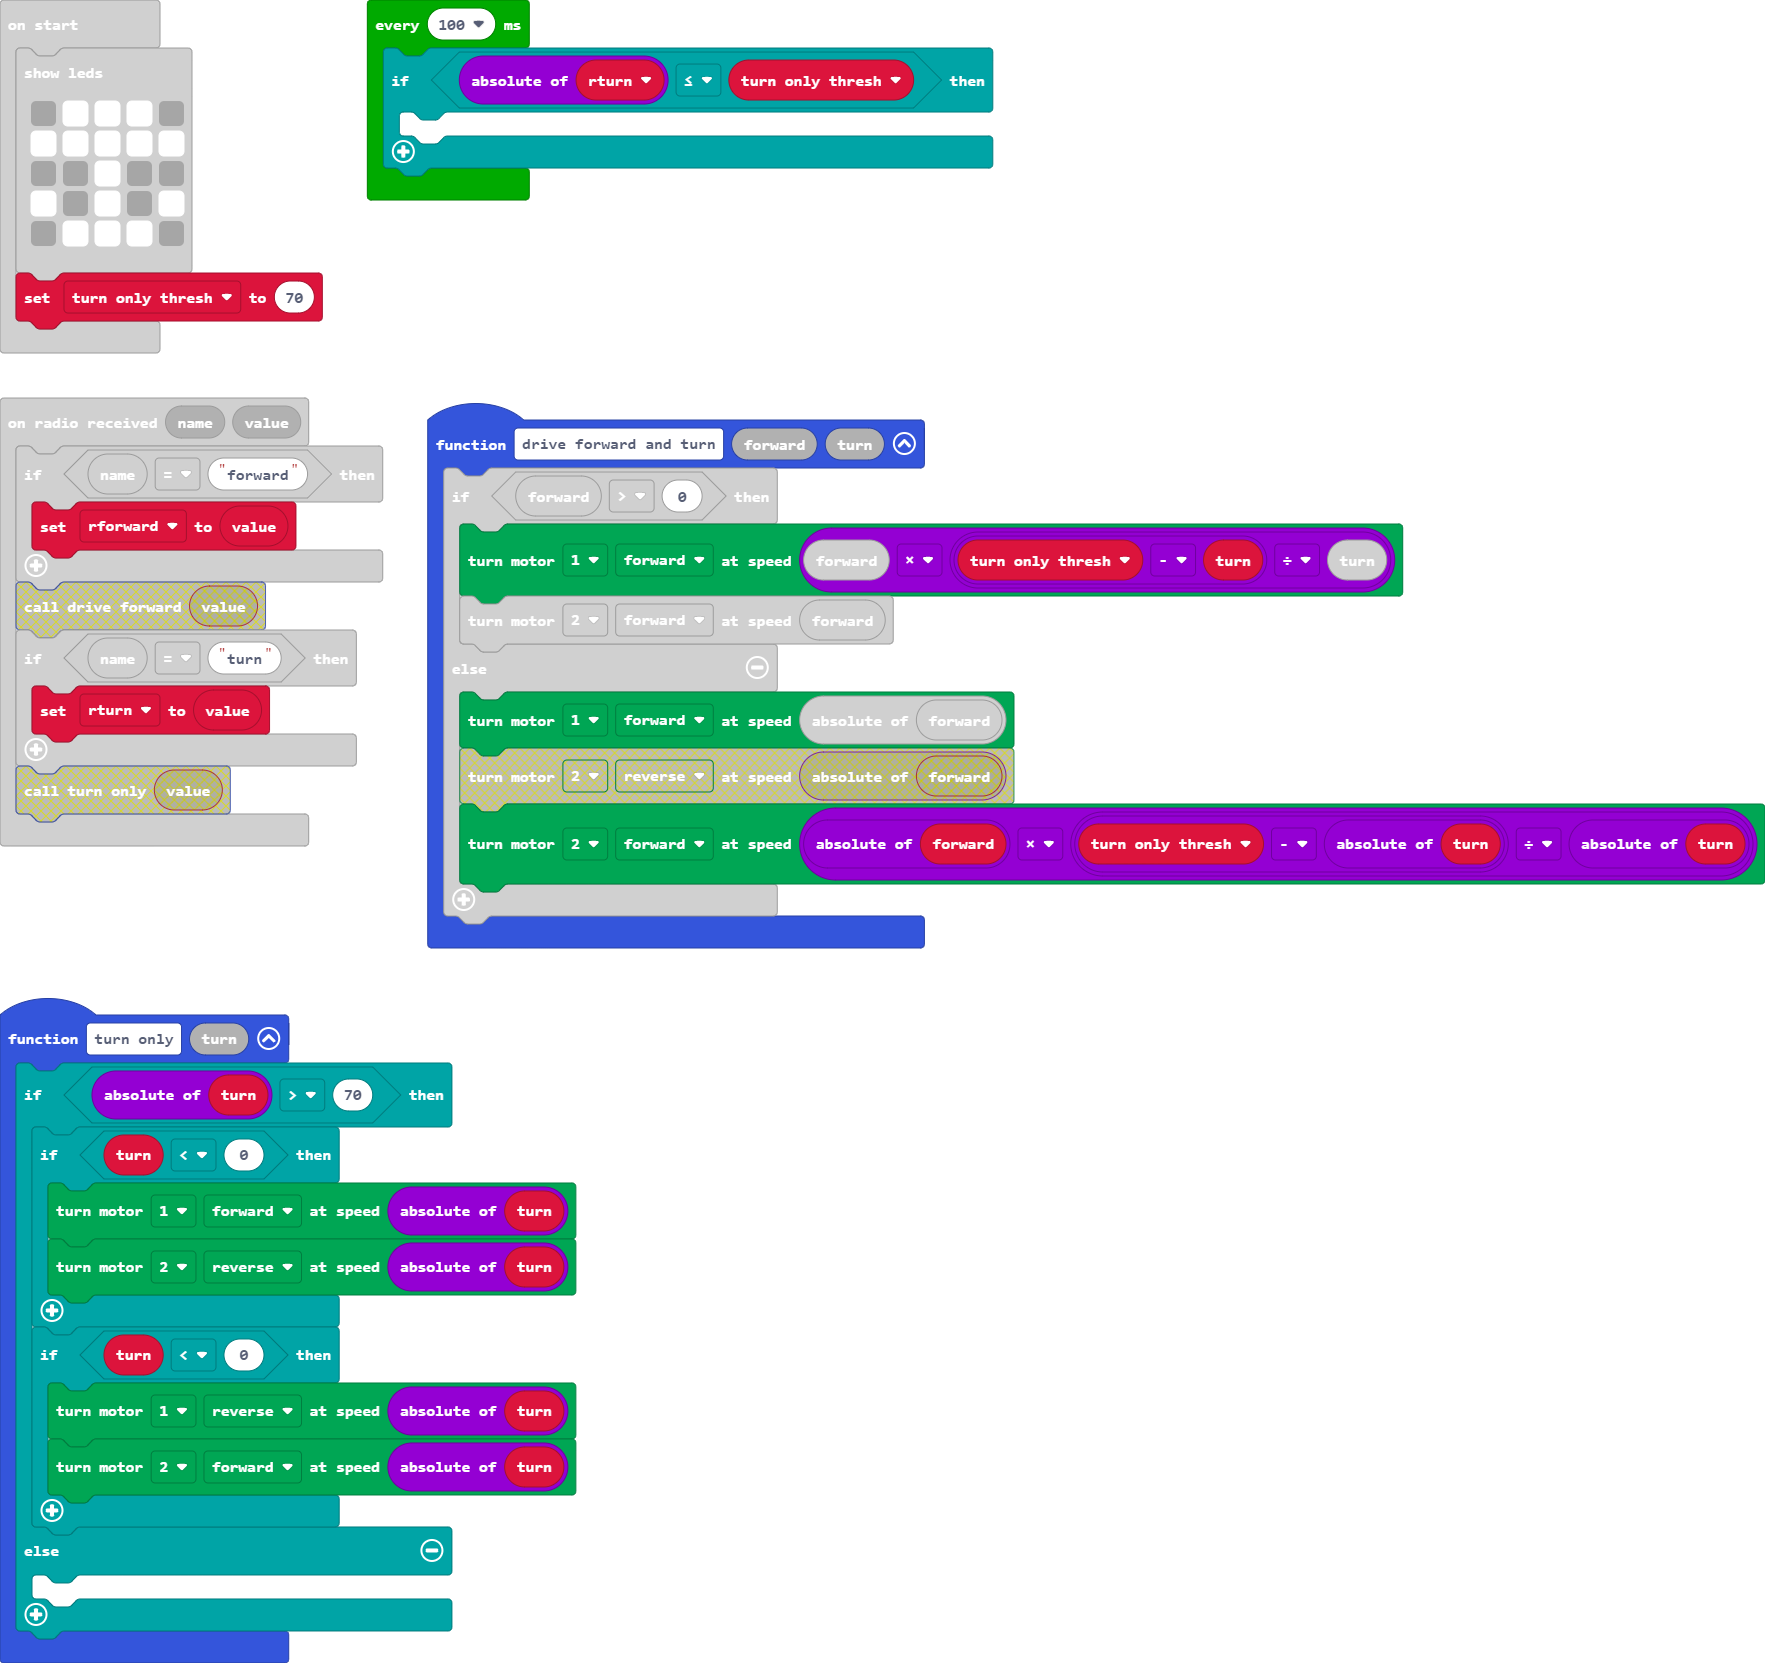 on start
show leds
set turn only thresh to 70
every 100 ms
if absolute of rturn ≤ turn only thresh then
on radio received name value
if name = "forward" then
set rforward to value
call drive forward value
if name = "turn" then
set rturn to value
call turn only value
function drive forward and turn forward turn
if forward > 0 then
turn motor 1 forward at speed forward × turn only thresh - turn ÷ turn
turn motor 2 forward at speed forward
else
turn motor 1 forward at speed absolute of forward
turn motor 2 reverse at speed absolute of forward
turn motor 2 forward at speed absolute of forward × turn only thresh - absolute of turn ÷ absolute of turn
function turn only turn
if absolute of turn > 70 then
if turn < 0 then
turn motor 1 forward at speed absolute of turn
turn motor 2 reverse at speed absolute of turn
if turn < 0 then
turn motor 1 reverse at speed absolute of turn
turn motor 2 forward at speed absolute of turn
else